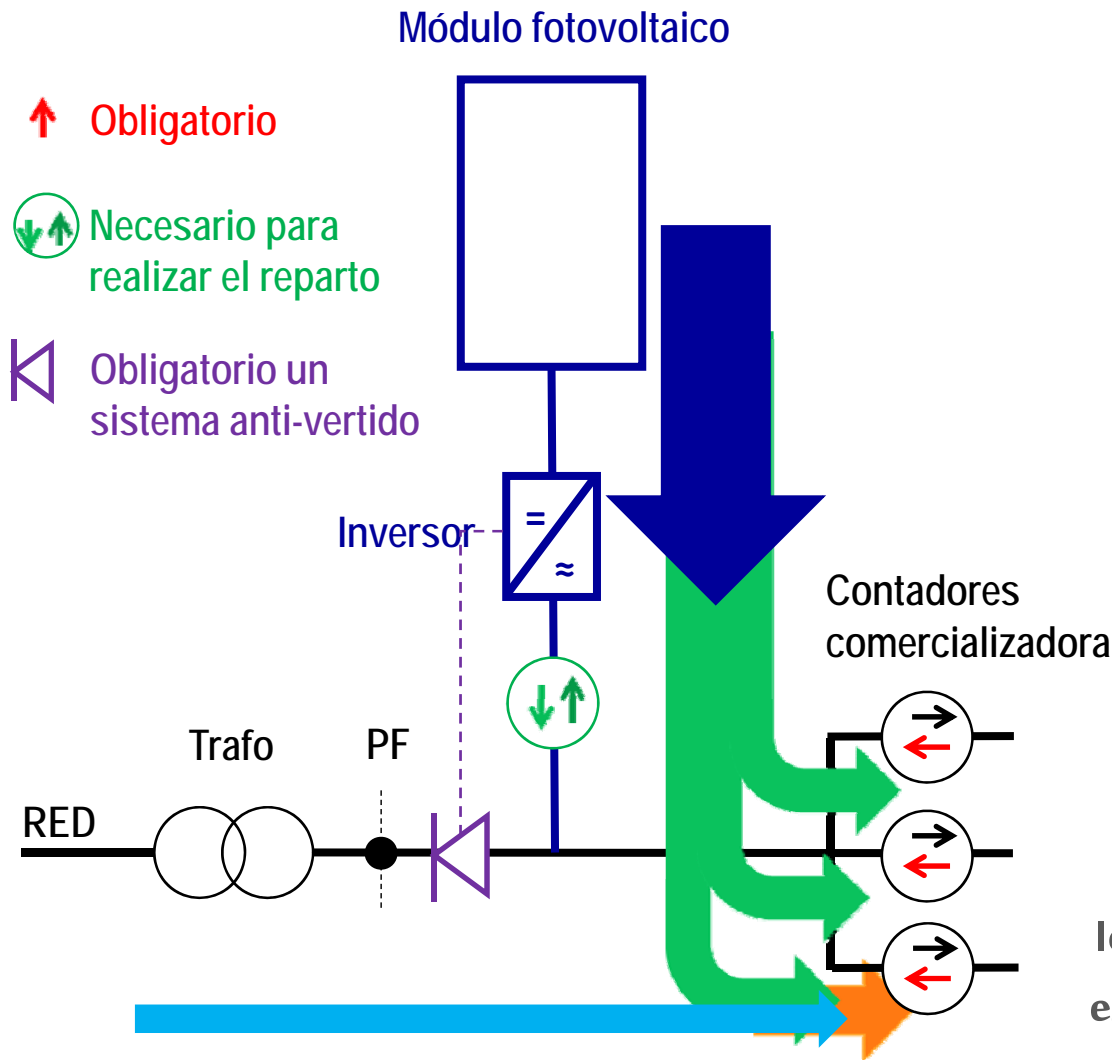 Módulo fotovoltaico
Obligatorio
Necesario para
realizar el reparto
Obligatorio un
sistema anti-vertido
Inversor
=
≈
Contadores
comercializadora
Trafo
PF
RED